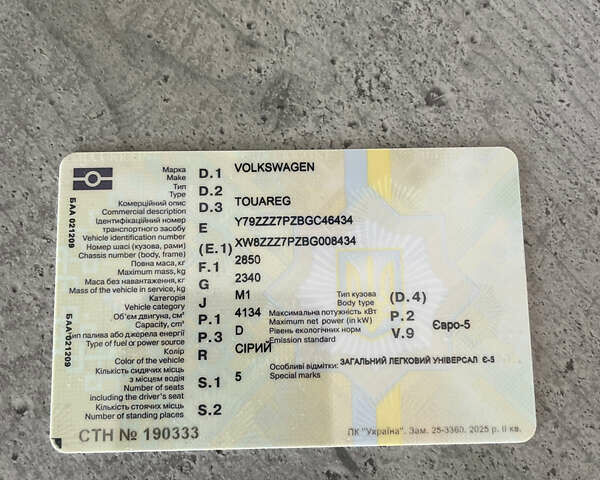 Марка
Make D.1 VOLKSWAGEN
Тип
Type D.2
Комерційний опис
Commercial description D.3 TOUAREG
Ідентифікаційний номер
транспортного засобу
Vehicle identification number E Y79ZZZ7PZBGC46434
Номер шасі (кузова, рами)
Chassis number (body, frame) (E.1) XW8ZZZ7PZBG008434
Повна маса, кг
Maximum mass, kg F.1 2850
Маса без навантаження, кг
Mass of the vehicle in service, kg G 2340
Категорія
Vehicle category J M1
Тип кузова
Body type (D.4)
Об'єм двигуна, см³
Capacity, cm³ P.1 4134
Максимальна потужність кВт
Maximum net power (in kW) P.2
Тип палива або джерела енергії
Type of fuel or power source P.3 D
Рівень екологічних норм
Emission standard V.9 Євро-5
Колір
Color of the vehicle R СІРИЙ
Особливі відмітки: ЗАГАЛЬНИЙ ЛЕГКОВИЙ УНІВЕРСАЛ Є-5
Special marks
Кількість сидячих місць
з місцем водія
Number of seats
including the driver's seat S.1 5
Кількість стоячих місць
Number of standing places S.2
СТН № 190333
ПК "Україна". Зам. 25-3360. 2025 р. II кв.
БАА 021209
БАА 021209